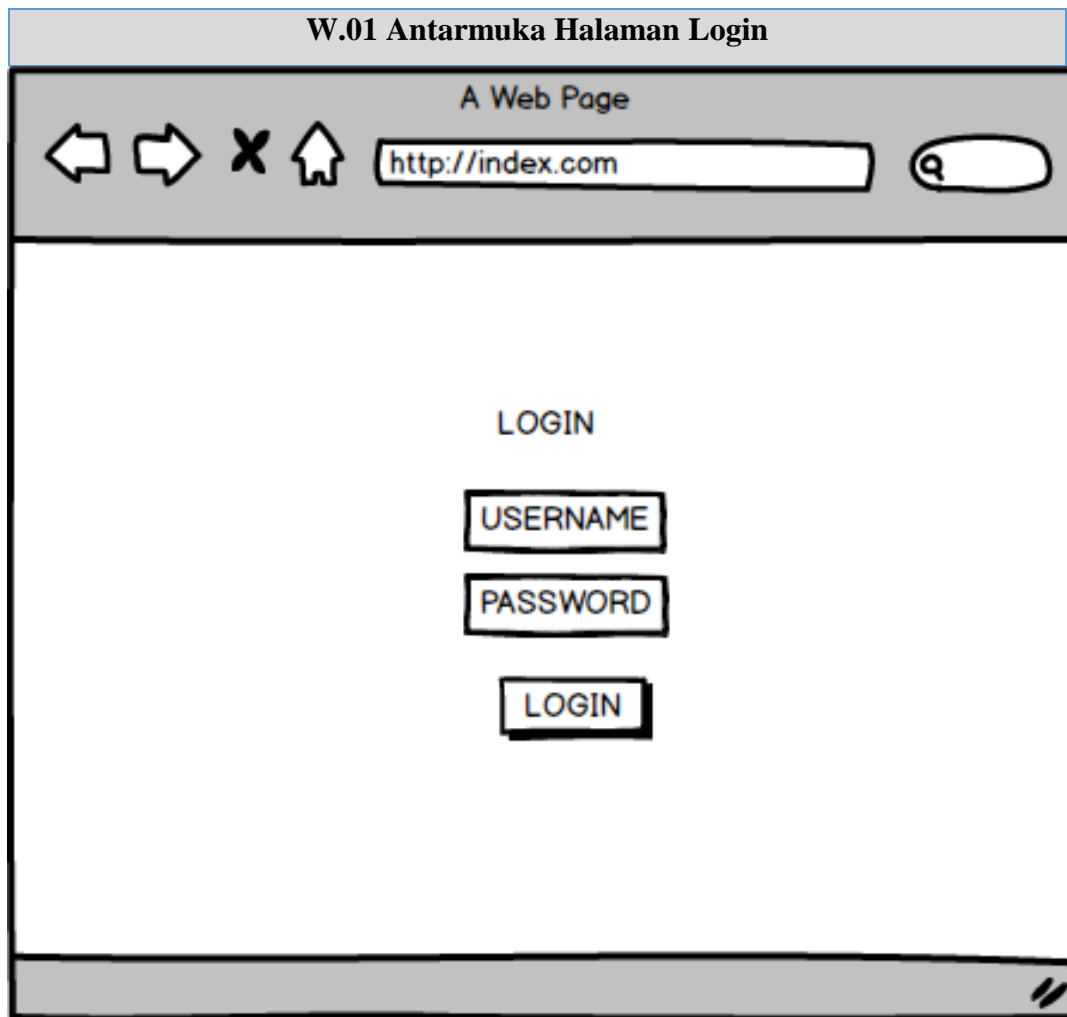 W.01 Antarmuka Halaman Login
A Web Page
http://index.com
LOGIN
USERNAME
PASSWORD
LOGIN